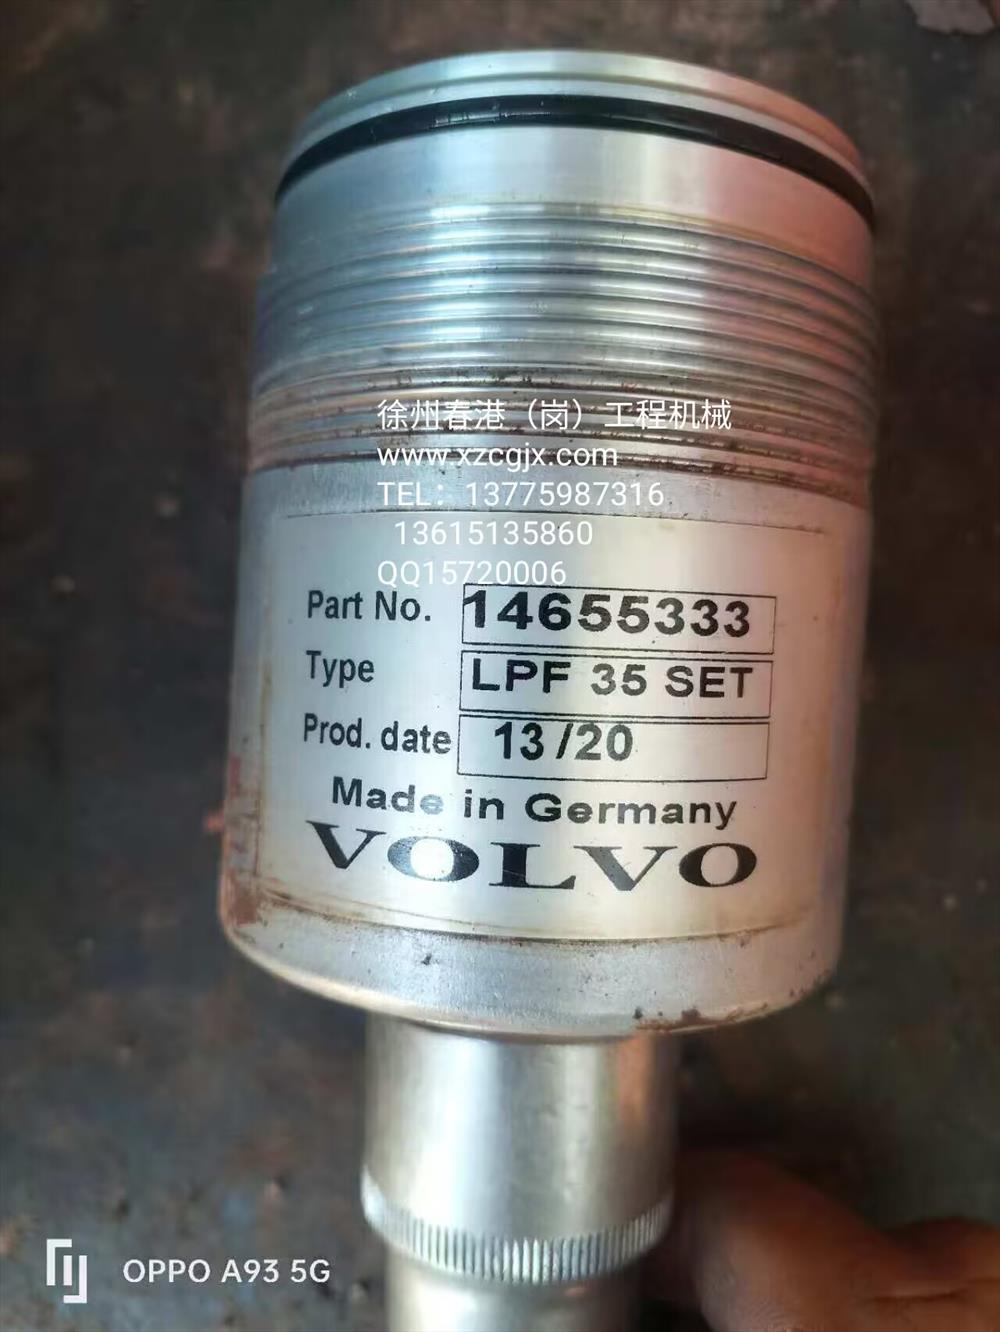 徐州春港（岗）工程机械
www.xzcgjx.com
TEL：13775987316
13615135860
QQ15720006
Part No. 14655333
Type LPF 35 SET
Prod. date 13/20
Made in Germany
VOLVO
OPPO A93 5G